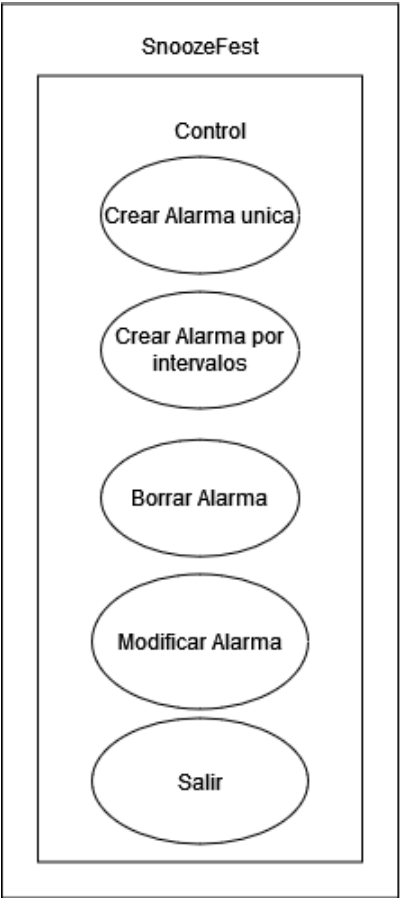 SnoozeFest
Control
Crear Alarma unica
Crear Alarma por
intervalos
Borrar Alarma
Modificar Alarma
Salir